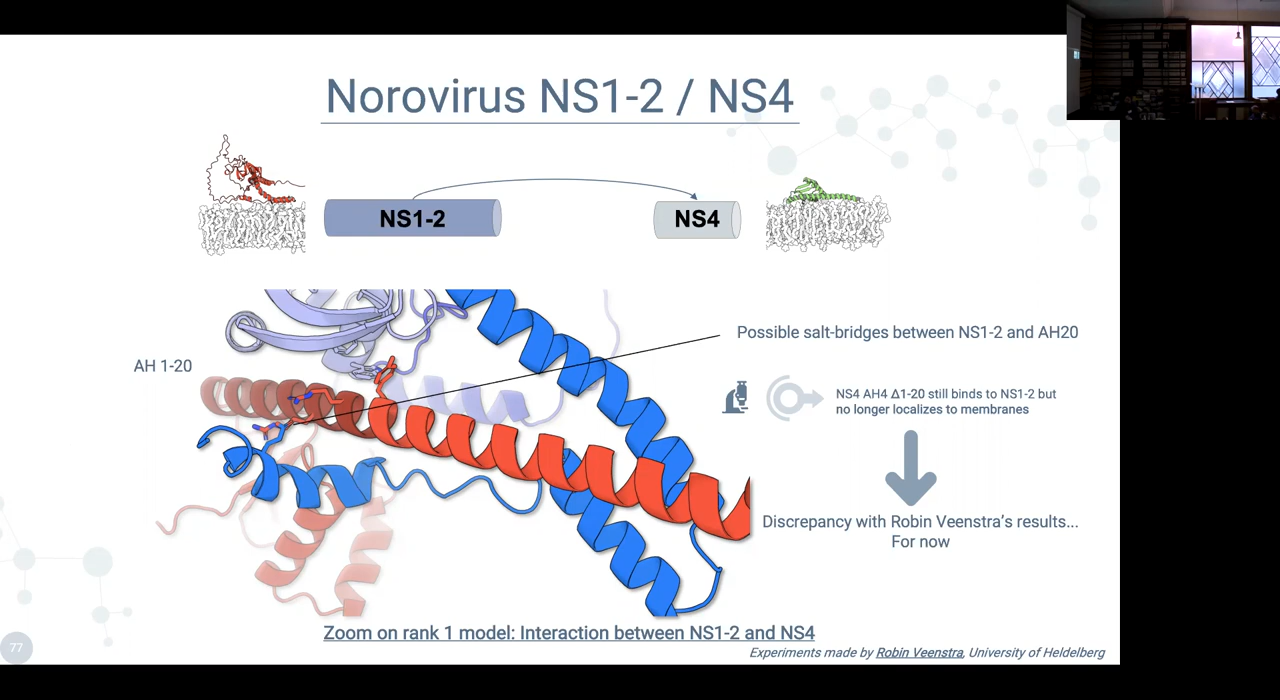 Norovirus NS1-2 / NS4
NS1-2
NS4
AH 1-20
Possible salt-bridges between NS1-2 and AH20
NS4 AH4 Δ1-20 still binds to NS1-2 but
no longer localizes to membranes
Discrepancy with Robin Veenstra's results...
For now
Zoom on rank 1 model: Interaction between NS1-2 and NS4
Experiments made by Robin Veenstra, University of Heldelberg
77